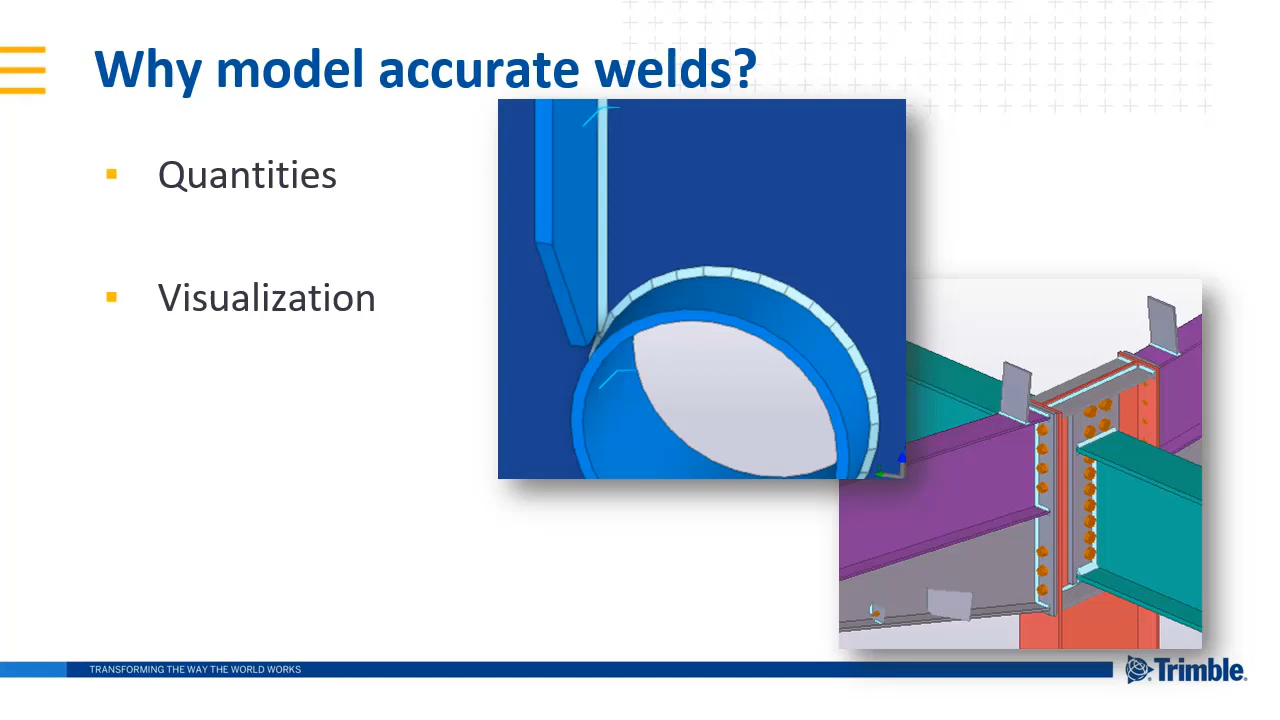 Why model accurate welds?
▪ Quantities
▪ Visualization
TRANSFORMING THE WAY THE WORLD WORKS
Trimble.